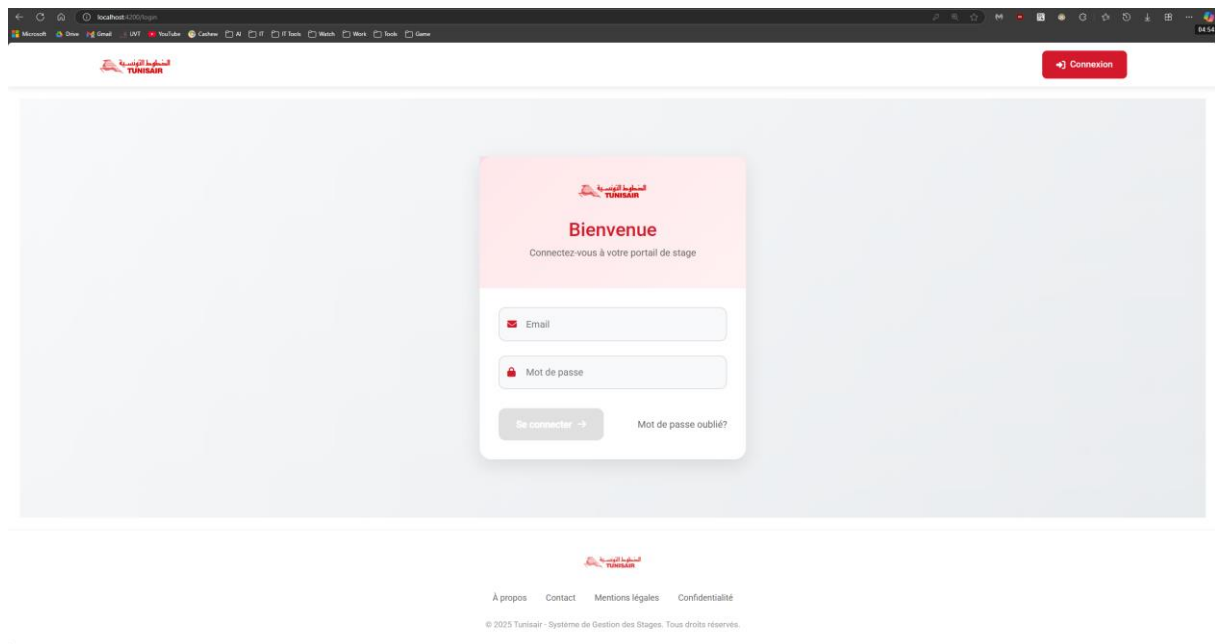 localhost:4200/login
04:54
Microsoft Drive Gmail UVT YouTube Cashew AI IT IT Tools Watch Work Tools Game
الخطوط التونسية
TUNISAIR
Connexion
الخطوط التونسية
TUNISAIR
Bienvenue
Connectez-vous à votre portail de stage
Email
Mot de passe
Se connecter →
Mot de passe oublié?
الخطوط التونسية
TUNISAIR
À propos Contact Mentions légales Confidentialité
© 2025 Tunisair - Système de Gestion des Stages. Tous droits réservés.